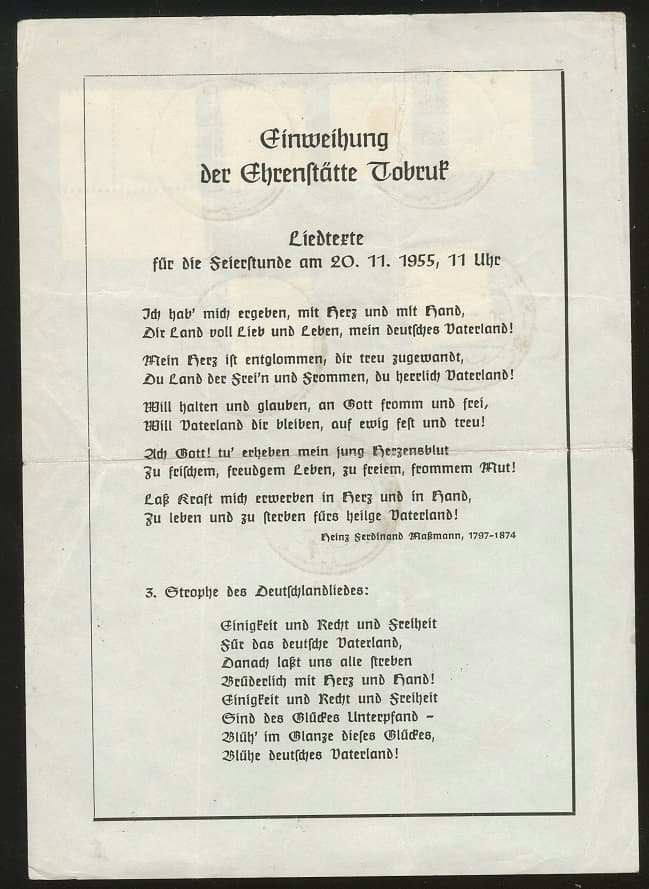 Einweihung
der Ehrenstätte Tobruk
Liedtexte
für die Feierstunde am 20. 11. 1955, 11 Uhr
Ich hab' mich ergeben, mit Herz und mit Hand,
Dir Land voll Lieb und Leben, mein deutsches Vaterland!
Mein Herz ist entglommen, dir treu zugewandt,
Du Land der Frei'n und Frommen, du herrlich Vaterland!
Will halten und glauben, an Gott fromm und frei,
Will Vaterland dir bleiben, auf ewig fest und treu!
Ach Gott! tu' erheben mein jung Herzensblut
Zu frischem, freudgem Leben, zu freiem, frommem Mut!
Laß Kraft mich erwerben in Herz und in Hand,
Zu leben und zu sterben fürs heilge Vaterland!
Heinz Ferdinand Maßmann, 1797-1874
3. Strophe des Deutschlandliedes:
Einigkeit und Recht und Freiheit
Für das deutsche Vaterland,
Danach laßt uns alle streben
Brüderlich mit Herz und Hand!
Einigkeit und Recht und Freiheit
Sind des Glückes Unterpfand –
Blüh' im Glanze dieses Glückes,
Blühe deutsches Vaterland!